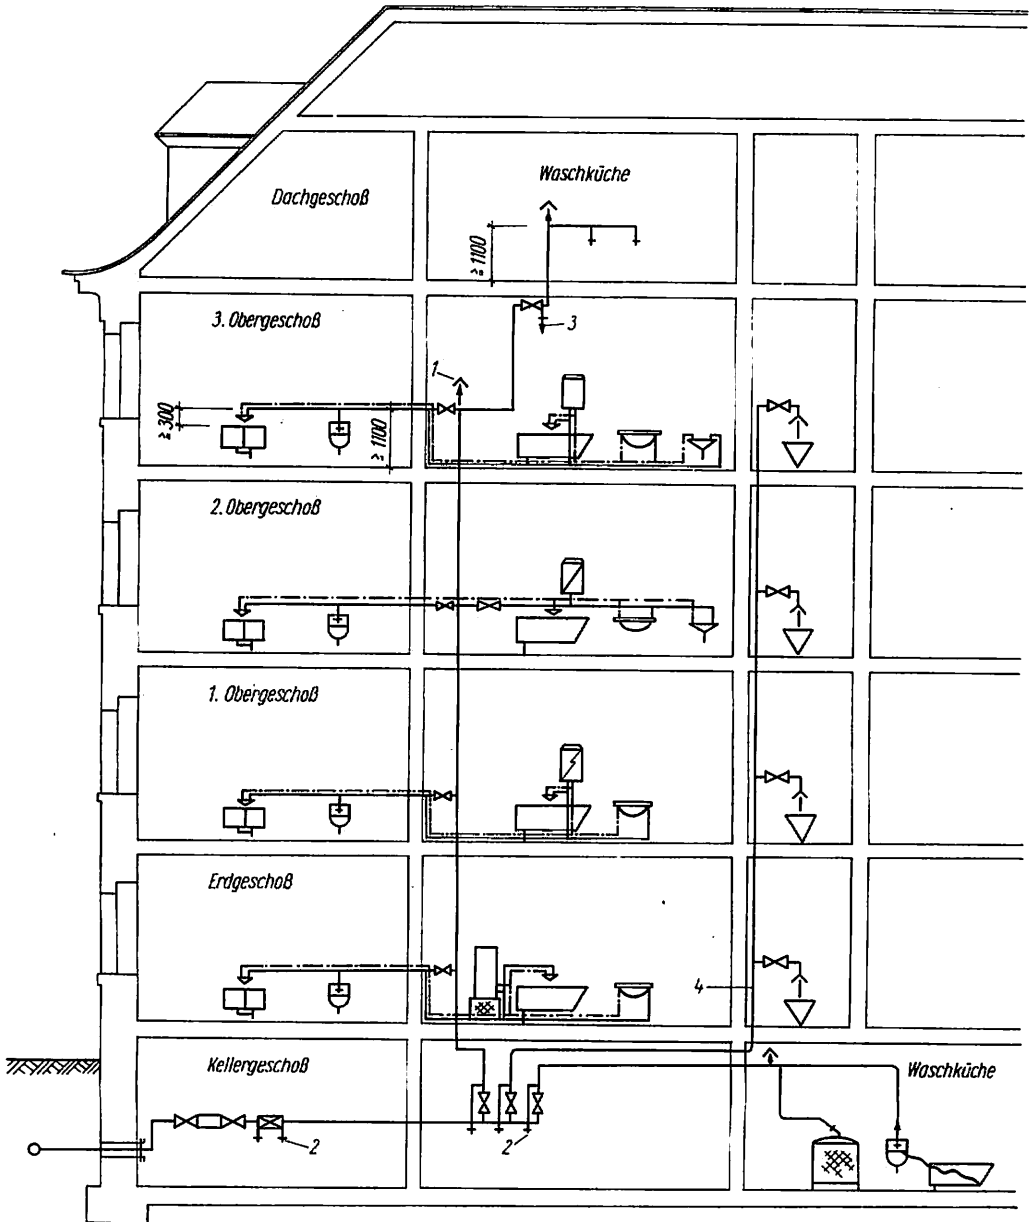 Waschküche
Dachgeschoß
≥ 1100
3. Obergeschoß
3
1
≥ 300
≥ 1100
2. Obergeschoß
1. Obergeschoß
Erdgeschoß
4
Kellergeschoß
Waschküche
2
2